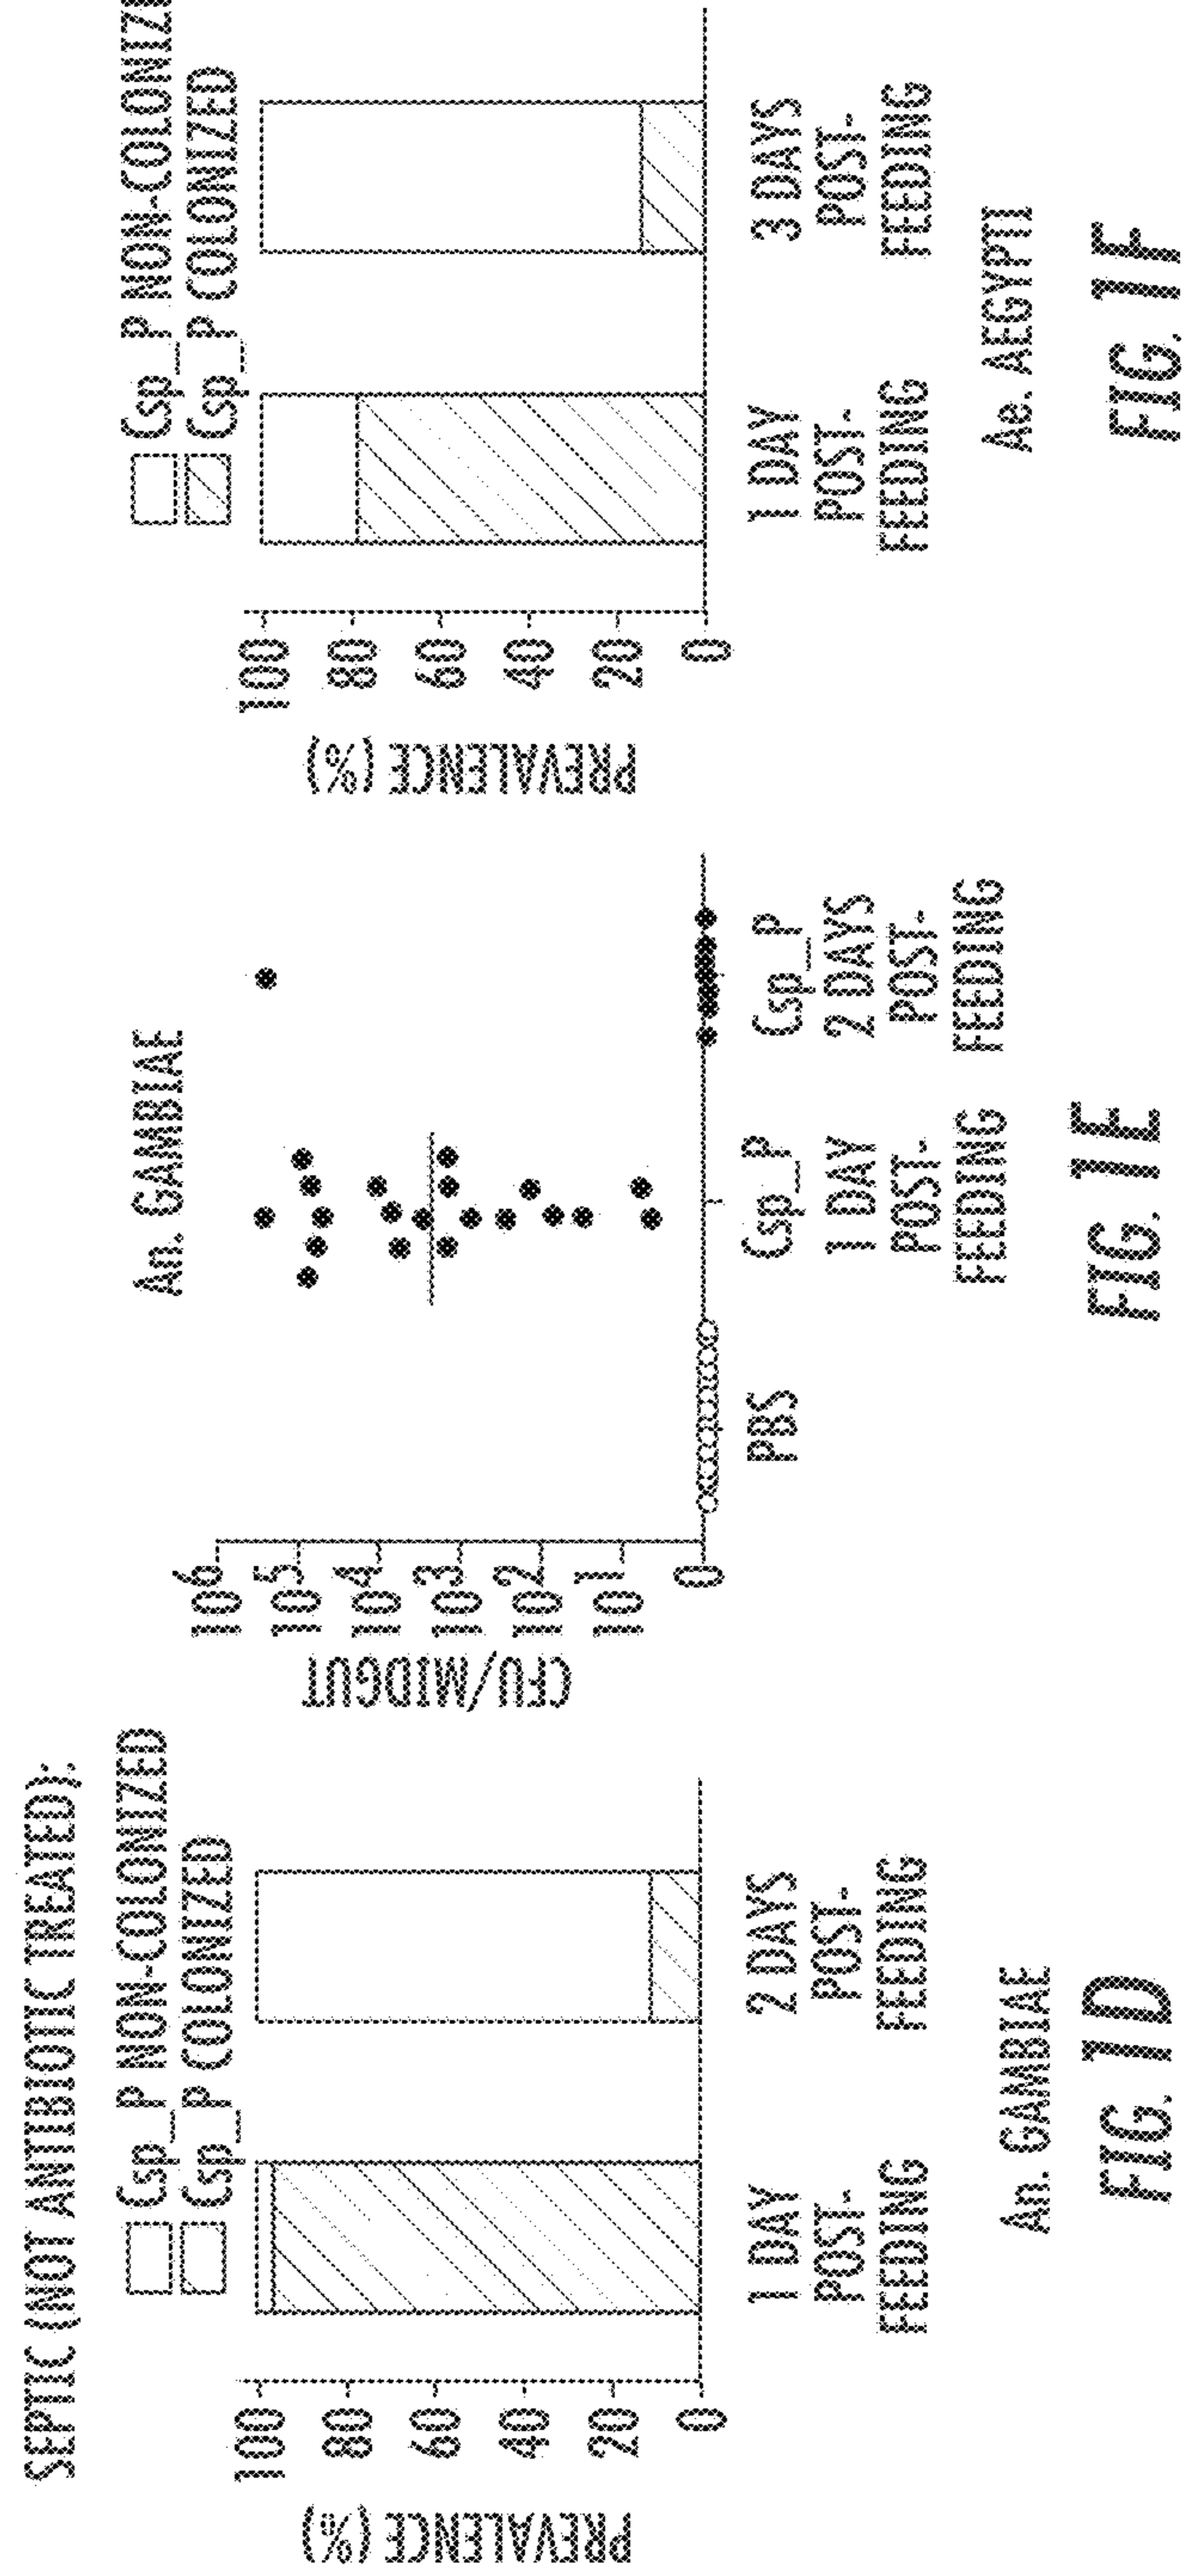 SEPTIC (NOT ANTIBIOTIC TREATED):
Csp_P NON-COLONIZED
Csp_P COLONIZED
PREVALENCE (%)
100
80
60
40
20
0
1 DAY
POST-
FEEDING
2 DAYS
POST-
FEEDING
An. GAMBIAE
FIG. 1D
An. GAMBIAE
CFU/MIDGUT
10^6
10^5
10^4
10^3
10^2
10^1
0
PBS
Csp_P
1 DAY
POST-
FEEDING
Csp_P
2 DAYS
POST-
FEEDING
FIG. 1E
Csp_P NON-COLONIZE
Csp_P COLONIZED
PREVALENCE (%)
100
80
60
40
20
0
1 DAY
POST-
FEEDING
3 DAYS
POST-
FEEDING
Ae. AEGYPTI
FIG. 1F